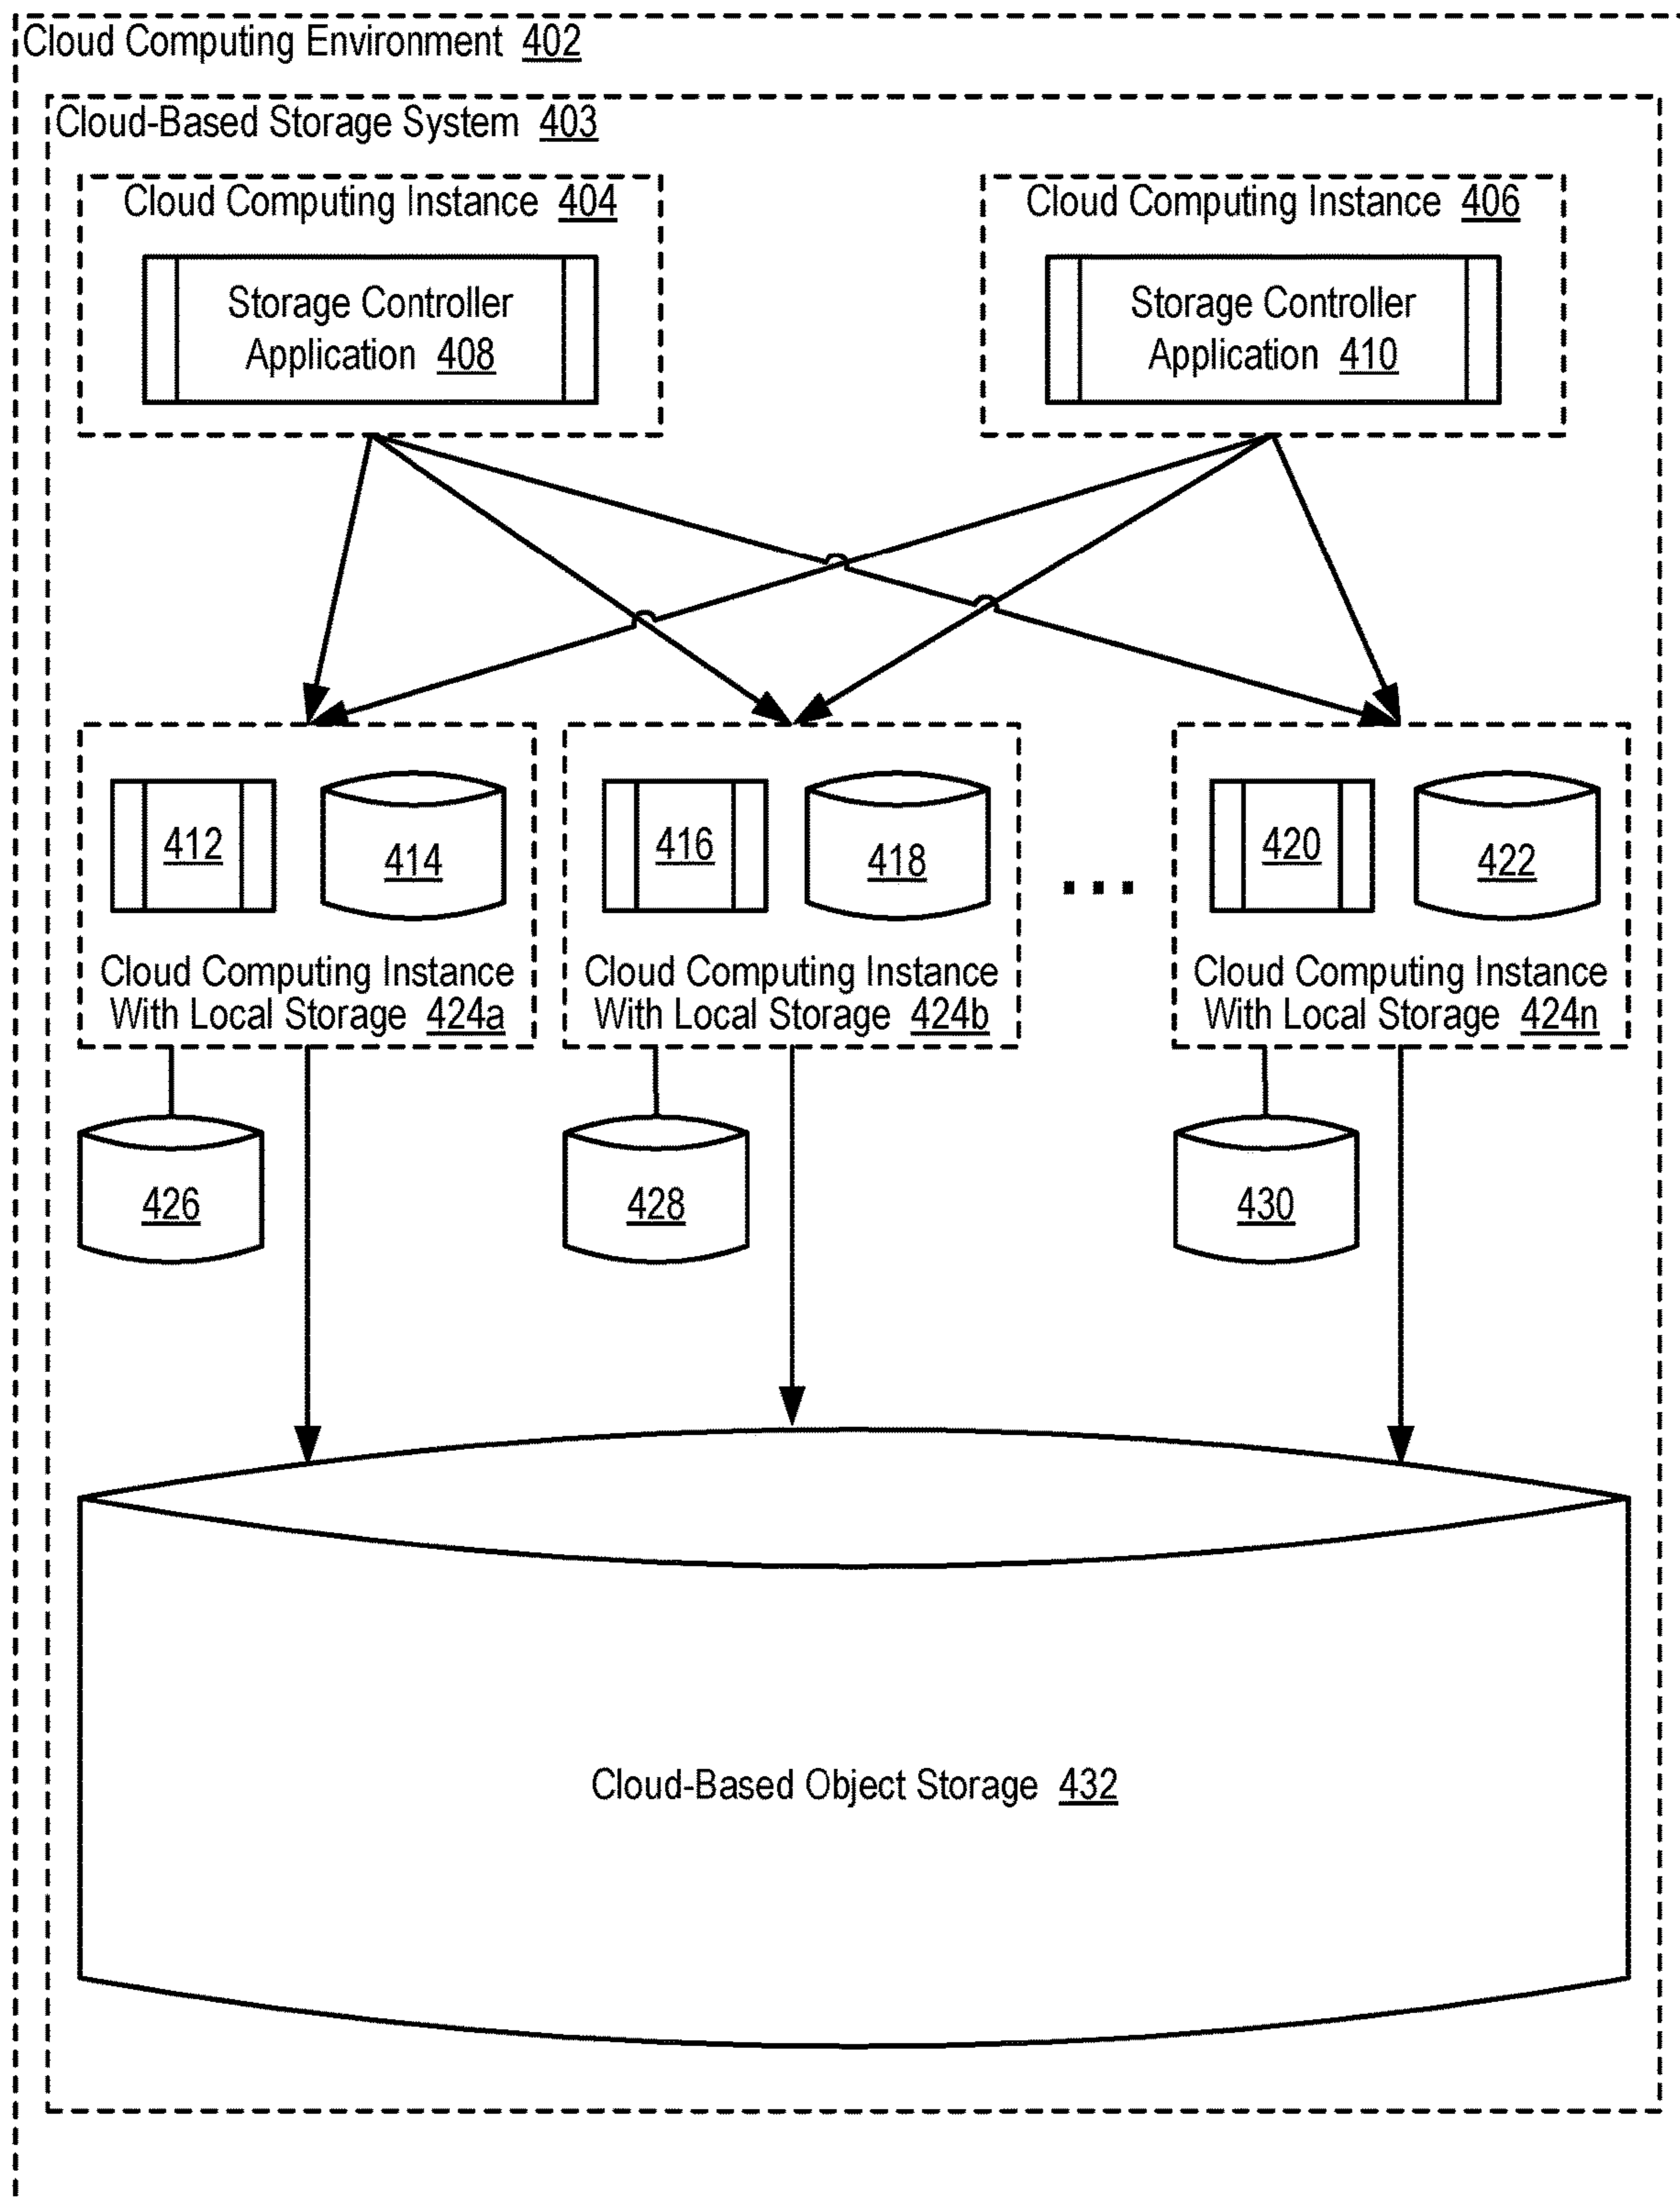 Cloud Computing Environment 402
Cloud-Based Storage System 403
Cloud Computing Instance 404
Storage Controller
Application 408
Cloud Computing Instance 406
Storage Controller
Application 410
412
414
Cloud Computing Instance
With Local Storage 424a
416
418
Cloud Computing Instance
With Local Storage 424b
...
420
422
Cloud Computing Instance
With Local Storage 424n
426
428
430
Cloud-Based Object Storage 432